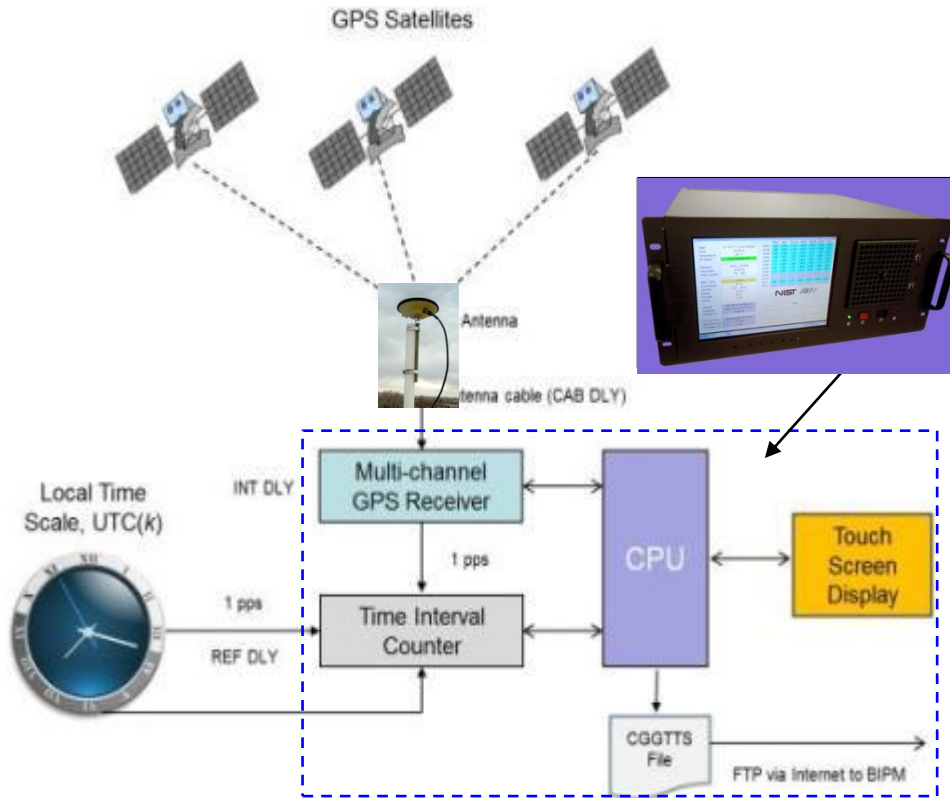 GPS Satellites
Antenna
tenna cable (CAB DLY)
NIST
INT DLY
Multi-channel
GPS Receiver
Local Time
Scale, UTC(k)
1 pps
CPU
Touch
Screen
Display
1 pps
REF DLY
Time Interval
Counter
CGGTTS
File
FTP via Internet to BIPM